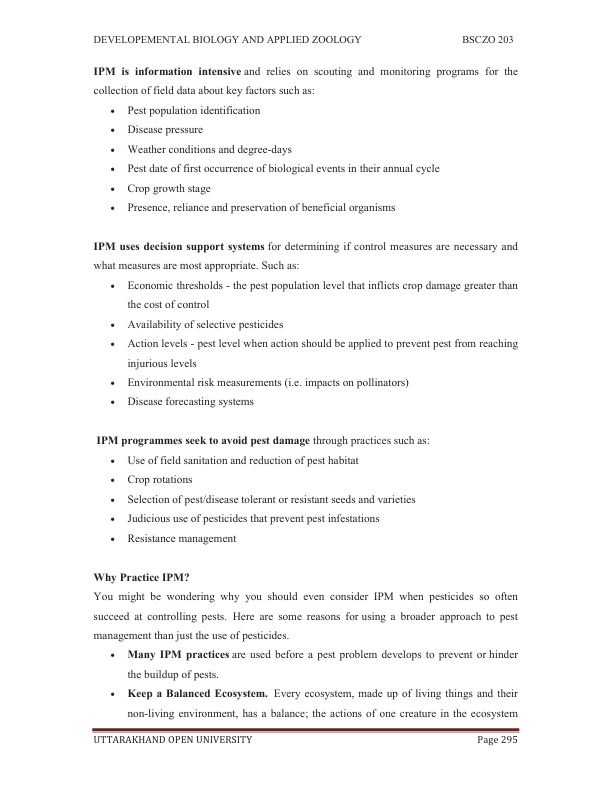 DEVELOPEMENTAL BIOLOGY AND APPLIED ZOOLOGY BSCZO 203
IPM is information intensive and relies on scouting and monitoring programs for the
collection of field data about key factors such as:
• Pest population identification
• Disease pressure
• Weather conditions and degree-days
• Pest date of first occurrence of biological events in their annual cycle
• Crop growth stage
• Presence, reliance and preservation of beneficial organisms
IPM uses decision support systems for determining if control measures are necessary and
what measures are most appropriate. Such as:
• Economic thresholds - the pest population level that inflicts crop damage greater than
the cost of control
• Availability of selective pesticides
• Action levels - pest level when action should be applied to prevent pest from reaching
injurious levels
• Environmental risk measurements (i.e. impacts on pollinators)
• Disease forecasting systems
IPM programmes seek to avoid pest damage through practices such as:
• Use of field sanitation and reduction of pest habitat
• Crop rotations
• Selection of pest/disease tolerant or resistant seeds and varieties
• Judicious use of pesticides that prevent pest infestations
• Resistance management
Why Practice IPM?
You might be wondering why you should even consider IPM when pesticides so often
succeed at controlling pests. Here are some reasons for using a broader approach to pest
management than just the use of pesticides.
• Many IPM practices are used before a pest problem develops to prevent or hinder
the buildup of pests.
• Keep a Balanced Ecosystem. Every ecosystem, made up of living things and their
non-living environment, has a balance; the actions of one creature in the ecosystem
UTTARAKHAND OPEN UNIVERSITY Page 295